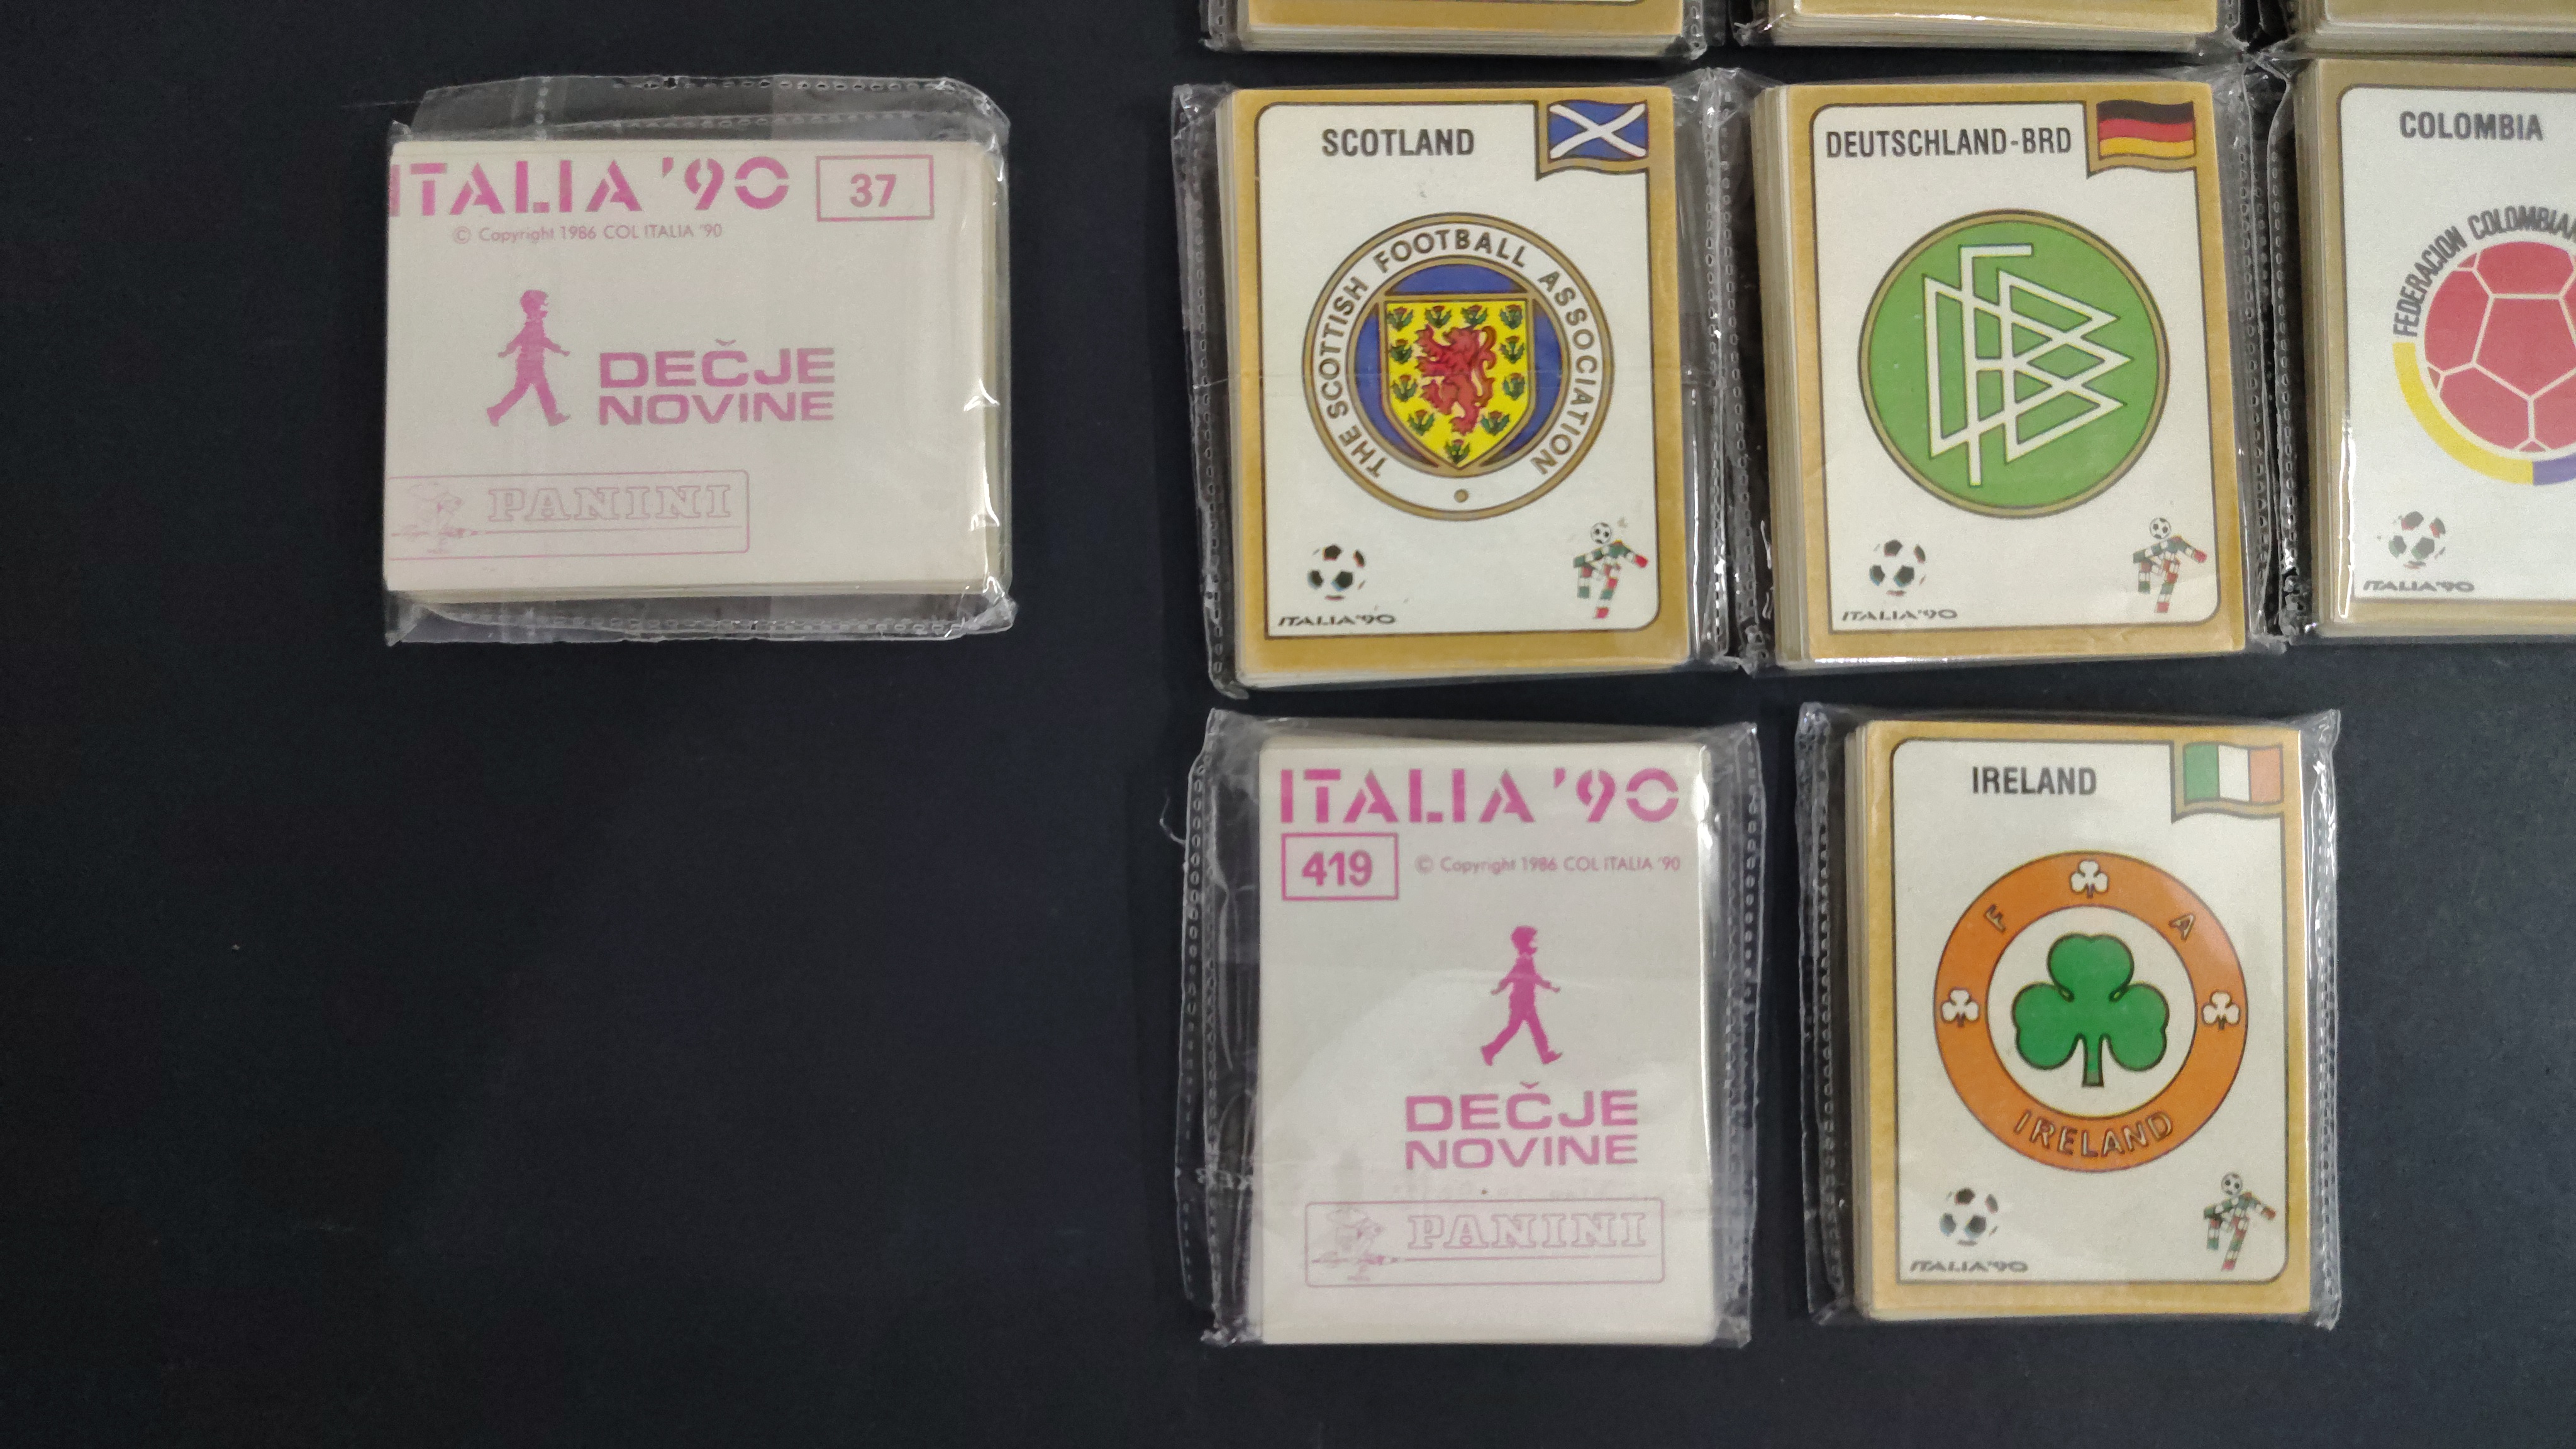 ITALIA '90 37
© Copyright 1986 COL ITALIA '90
DEČJE
NOVINE
PANINI
SCOTLAND
THE SCOTTISH FOOTBALL ASSOCIATION
ITALIA'90
DEUTSCHLAND-BRD
DFB
ITALIA'90
COLOMBIA
FEDERACION COLOMBIAN
ITALIA'90
ITALIA '90
419 © Copyright 1986 COL ITALIA '90
DEČJE
NOVINE
PANINI
IRELAND
F A
IRELAND
ITALIA'90